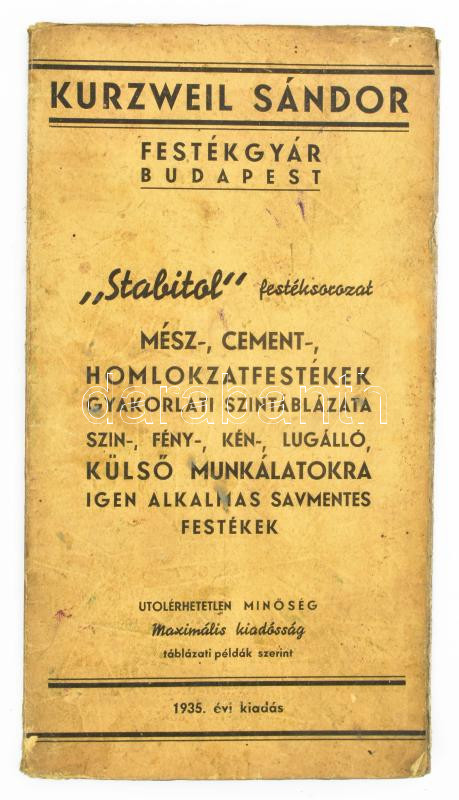 KURZWEIL SÁNDOR
FESTÉKGYÁR
BUDAPEST
„Stabitol" festéksorozat
MÉSZ-, CEMENT-,
HOMLOKZATFESTÉKEK
GYAKORLATI SZINTÁBLÁZATA
SZIN-, FÉNY-, KÉN-, LUGÁLLÓ,
KÜLSŐ MUNKÁLATOKRA
IGEN ALKALMAS SAVMENTES
FESTÉKEK
UTOLÉRHETETLEN MINŐSÉG
Maximális kiadósság
táblázati példák szerint
1935. évi kiadás
darabanth